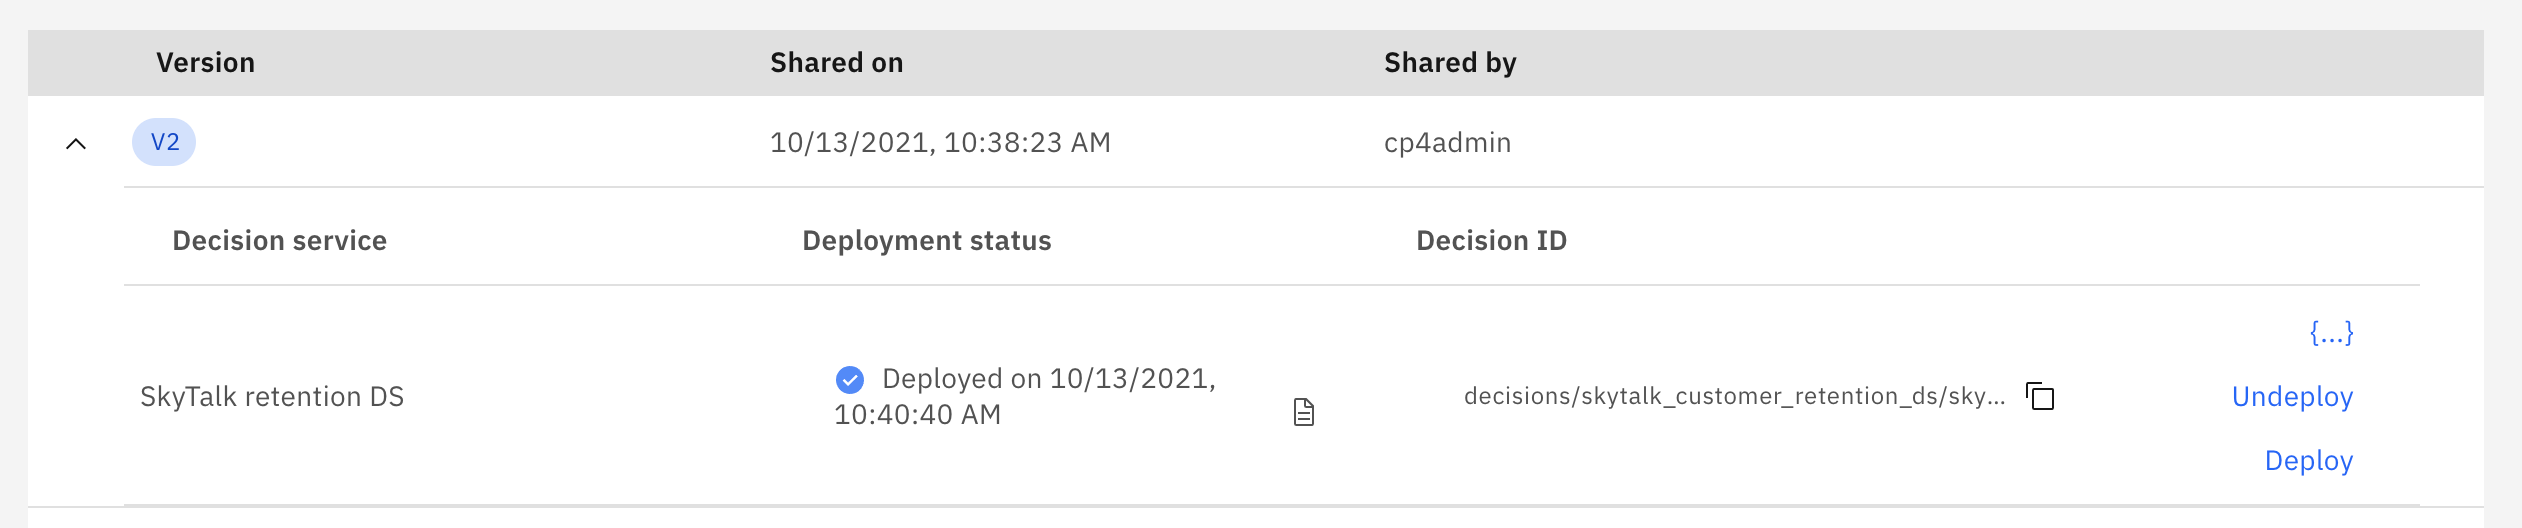 Version Shared on Shared by
V2 10/13/2021, 10:38:23 AM cp4admin
Decision service Deployment status Decision ID
{...}
SkyTalk retention DS Deployed on 10/13/2021, decisions/skytalk_customer_retention_ds/sky... Undeploy
10:40:40 AM
Deploy